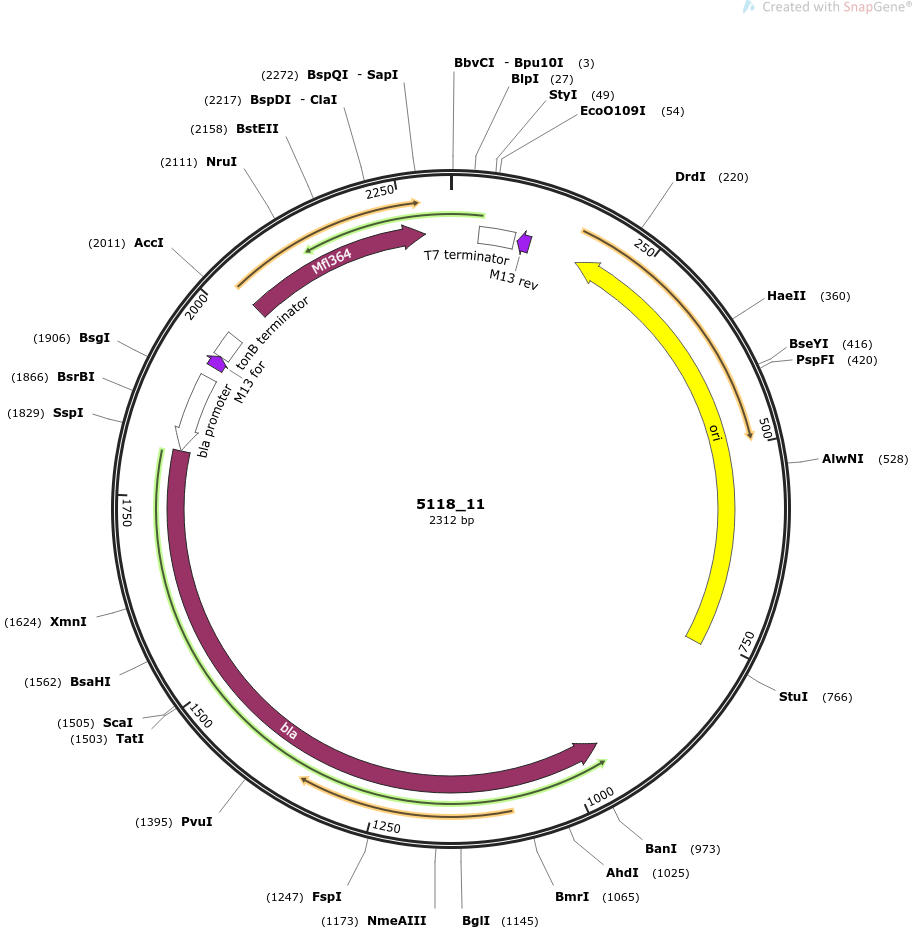 Created with SnapGene®
(2272) BspQI - SapI
(2217) BspDI - ClaI
(2158) BstEII
(2111) NruI
(2011) AccI
(1906) BsgI
(1866) BsrBI
(1829) SspI
(1624) XmnI
(1562) BsaHI
(1505) ScaI
(1503) TatI
(1395) PvuI
(1247) FspI
(1173) NmeAIII
BglI (1145)
BmrI (1065)
AhdI (1025)
BanI (973)
StuI (766)
AlwNI (528)
PspFI (420)
BseYI (416)
HaeII (360)
DrdI (220)
EcoO109I (54)
StyI (49)
BlpI (27)
BbvCI - Bpu10I (3)
250
500
750
1000
1250
1500
1750
2000
2250
Mfl364
T7 terminator
M13 rev
tonB terminator
M13 for
bla promoter
ori
bla
5118_11
2312 bp